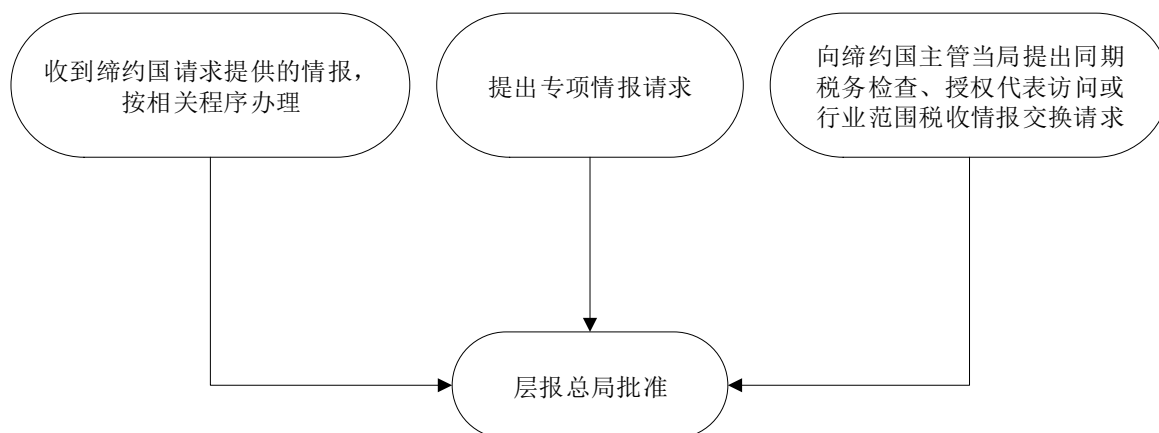 收到缔约国请求提供的情报，
按相关程序办理
提出专项情报请求
向缔约国主管当局提出同期
税务检查、授权代表访问或
行业范围税收情报交换请求
层报总局批准